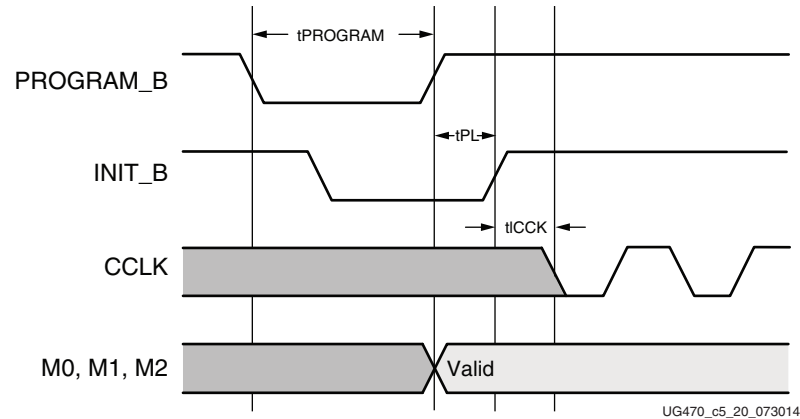 tPROGRAM
PROGRAM_B
tPL
INIT_B
tICCK
CCLK
M0, M1, M2
Valid
UG470_c5_20_073014